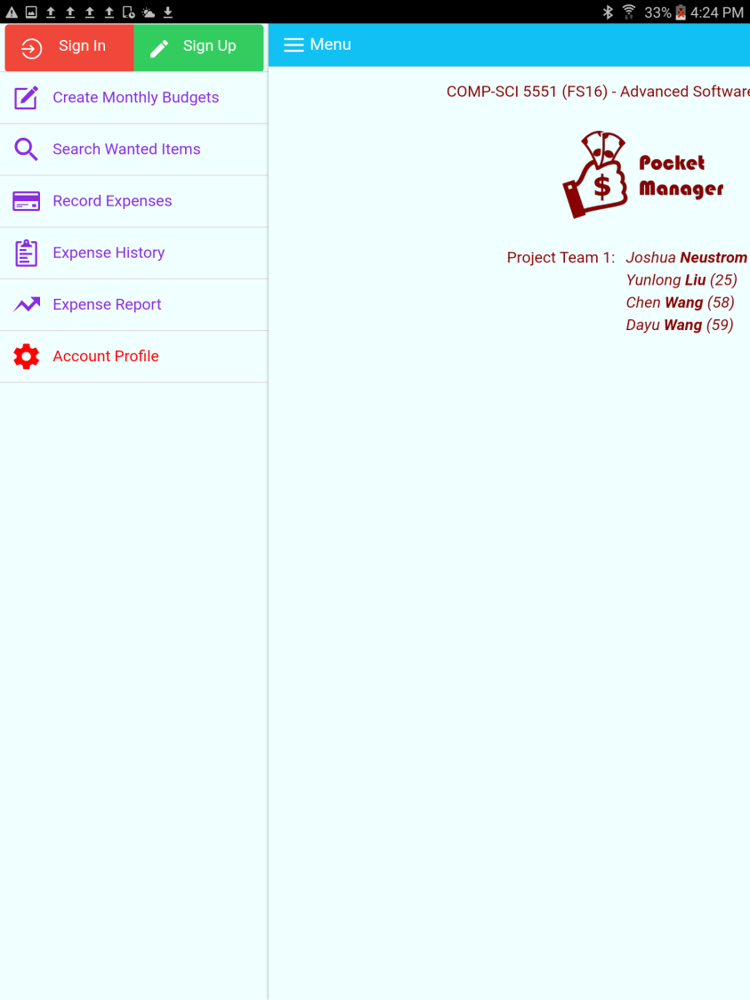 33% 4:24 PM
Sign In
Sign Up
Menu
Create Monthly Budgets
Search Wanted Items
Record Expenses
Expense History
Expense Report
Account Profile
COMP-SCI 5551 (FS16) - Advanced Software
$
Pocket
Manager
Project Team 1: Joshua Neustrom
Yunlong Liu (25)
Chen Wang (58)
Dayu Wang (59)